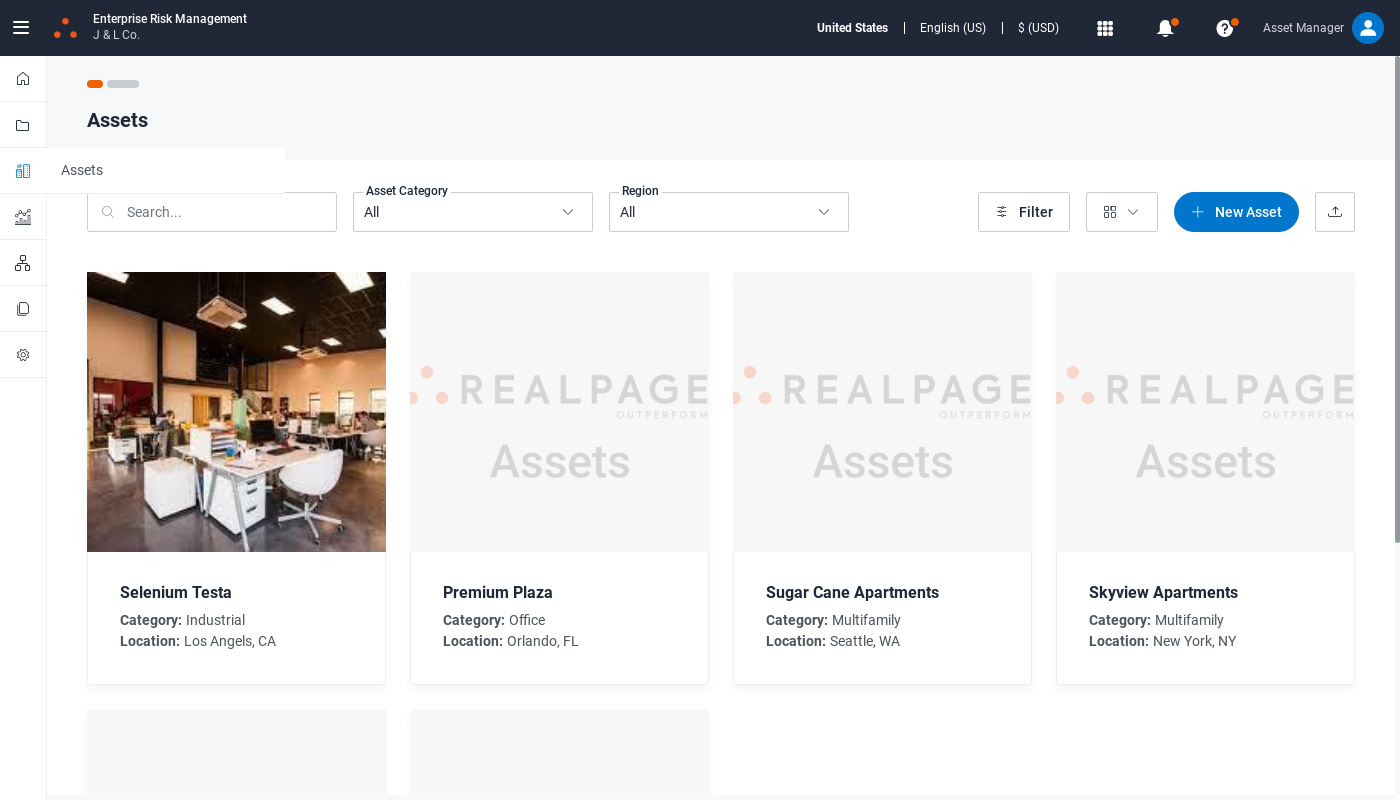 Enterprise Risk Management
J & L Co.
United States | English (US) | $ (USD)
Asset Manager
Assets
Assets
Search...
Asset Category
All
Region
All
Filter
New Asset
REALPAGE
OUTPERFORM
Assets
REALPAGE
OUTPERFORM
Assets
REALPAGE
OUTPERFORM
Assets
Selenium Testa
Category: Industrial
Location: Los Angels, CA
Premium Plaza
Category: Office
Location: Orlando, FL
Sugar Cane Apartments
Category: Multifamily
Location: Seattle, WA
Skyview Apartments
Category: Multifamily
Location: New York, NY